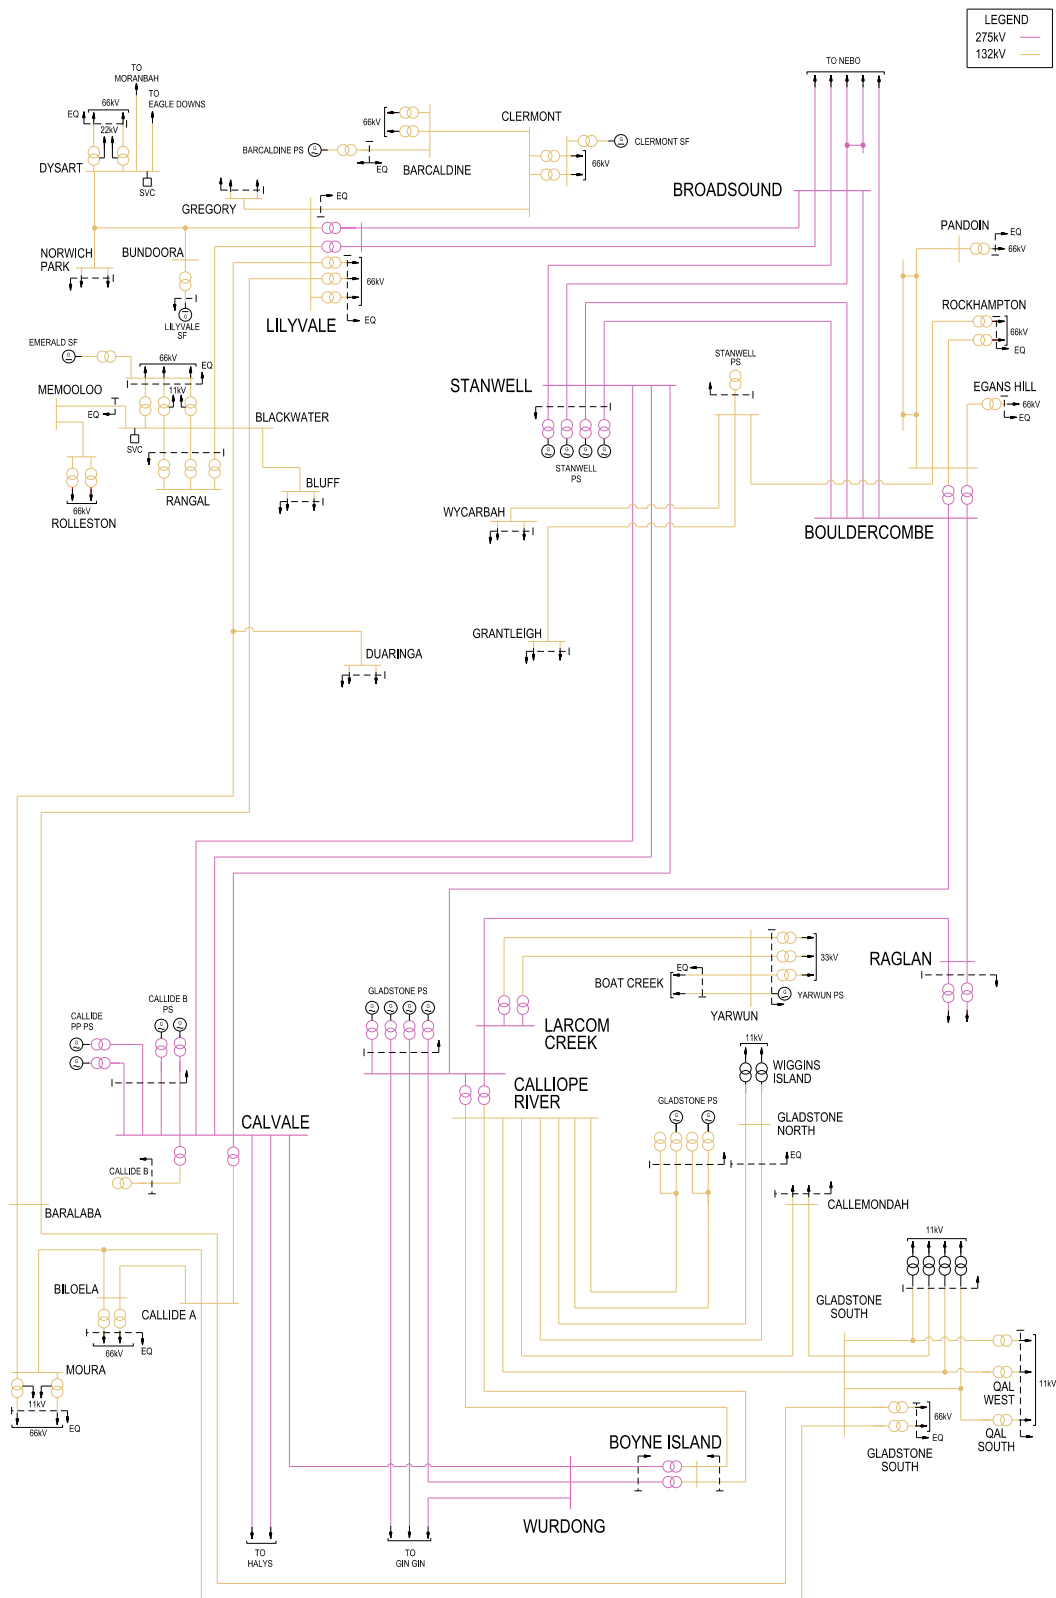 LEGEND
275kV
132kV
TO NEBO
TO
MORANBAH
TO
EAGLE DOWNS
66kV
EQ
22kV
DYSART
SVC
BARCALDINE PS
66kV
EQ
BARCALDINE
CLERMONT
CLERMONT SF
66kV
BROADSOUND
GREGORY
EQ
NORWICH
PARK
BUNDOORA
LILYVALE
SF
66kV
EQ
LILYVALE
PANDOIN
EQ
66kV
ROCKHAMPTON
66kV
EQ
EGANS HILL
66kV
EQ
EMERALD SF
66kV
EQ
11kV
MEMOOLOO
EQ
BLACKWATER
SVC
66kV
ROLLESTON
RANGAL
BLUFF
STANWELL
STANWELL
PS
STANWELL
PS
WYCARBAH
BOULDERCOMBE
GRANTLEIGH
DUARINGA
CALLIDE
PP PS
CALLIDE B
PS
GLADSTONE PS
BOAT CREEK
EQ
33kV
YARWUN PS
YARWUN
RAGLAN
LARCOM
CREEK
CALLIOPE
RIVER
CALVALE
CALLIDE B
11kV
WIGGINS
ISLAND
GLADSTONE PS
GLADSTONE
NORTH
EQ
CALLEMONDAH
BARALABA
BILOELA
CALLIDE A
66kV
EQ
MOURA
11kV
66kV
EQ
11kV
GLADSTONE
SOUTH
QAL
WEST
11kV
QAL
SOUTH
66kV
EQ
GLADSTONE
SOUTH
BOYNE ISLAND
WURDONG
TO
HALYS
TO
GIN GIN